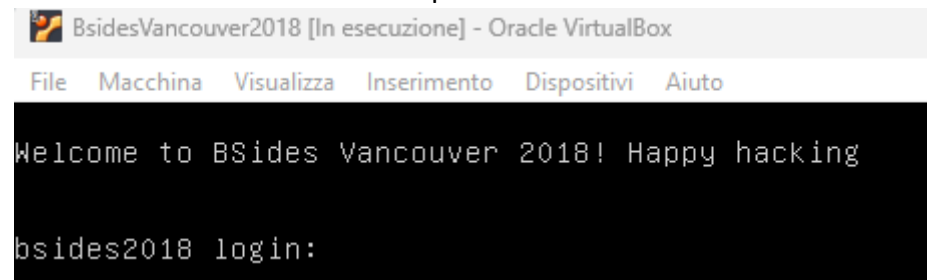 BsidesVancouver2018 [In esecuzione] - Oracle VirtualBox
File Macchina Visualizza Inserimento Dispositivi Aiuto
Welcome to BSides Vancouver 2018! Happy hacking
bsides2018 login: